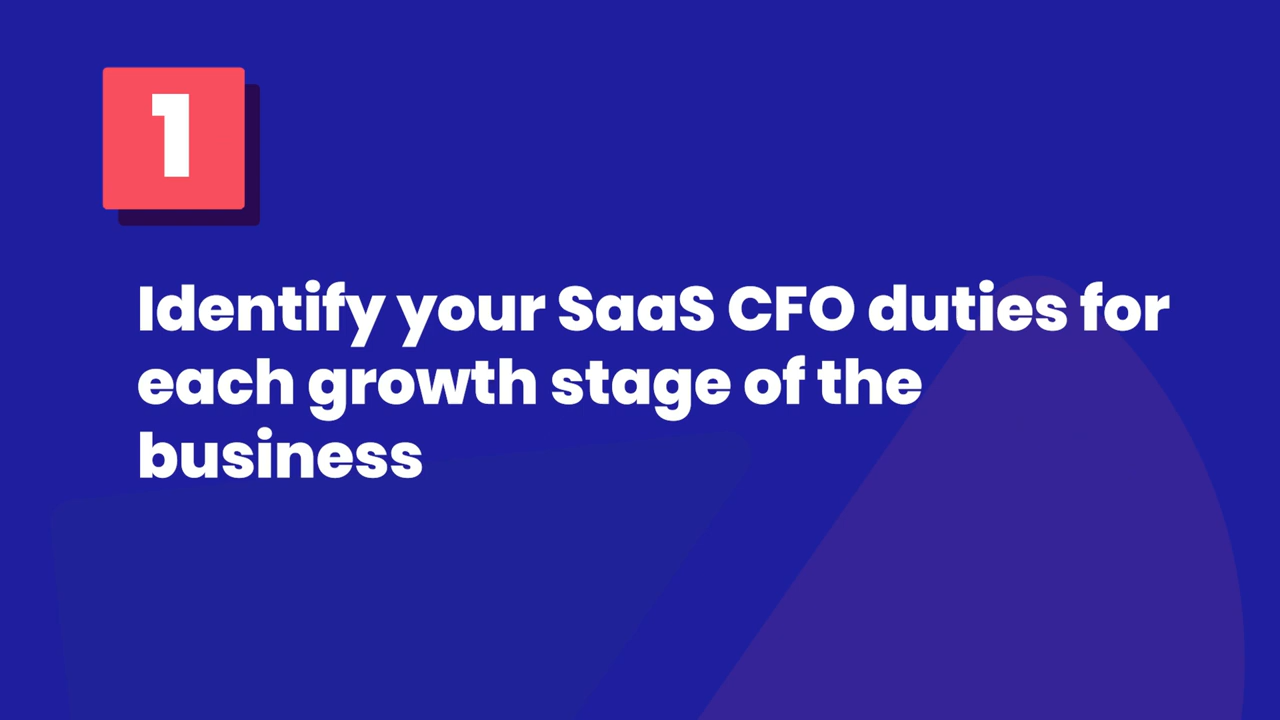 1
Identify your SaaS CFO duties for
each growth stage of the
business